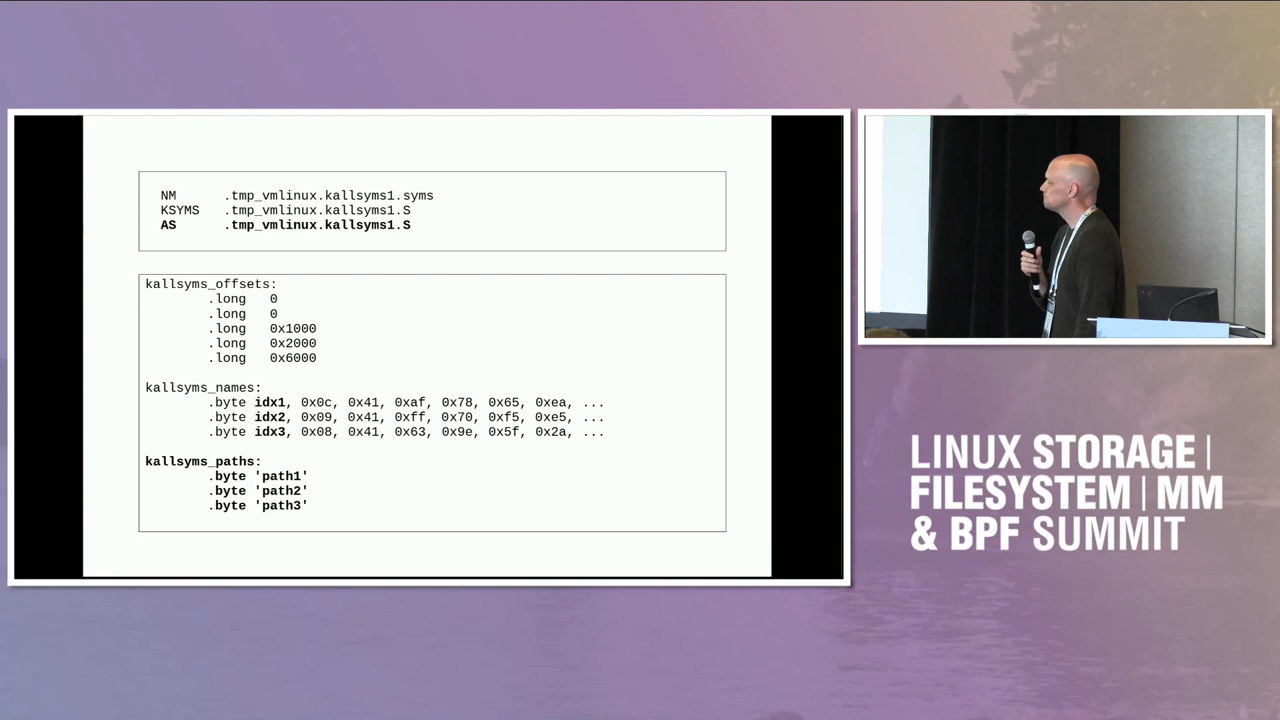 NM .tmp_vmlinux.kallsyms1.syms
KSYMS .tmp_vmlinux.kallsyms1.S
AS .tmp_vmlinux.kallsyms1.S
kallsyms_offsets:
.long 0
.long 0
.long 0x1000
.long 0x2000
.long 0x6000
kallsyms_names:
.byte idx1, 0x0c, 0x41, 0xaf, 0x78, 0x65, 0xea, ...
.byte idx2, 0x09, 0x41, 0xff, 0x70, 0xf5, 0xe5, ...
.byte idx3, 0x08, 0x41, 0x63, 0x9e, 0x5f, 0x2a, ...
kallsyms_paths:
.byte 'path1'
.byte 'path2'
.byte 'path3'
LINUX STORAGE |
FILESYSTEM | MM
& BPF SUMMIT